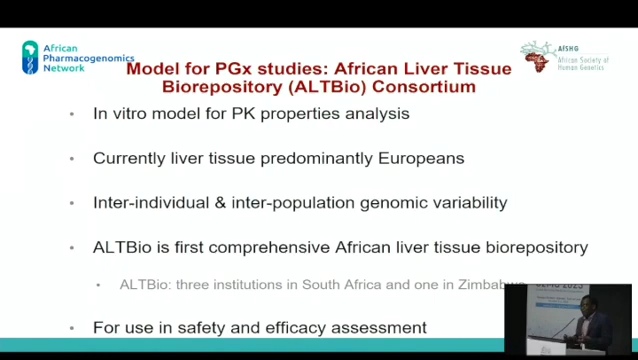 African
Pharmacogenomics
Network
AfSHG
African Society of
Human Genetics
Model for PGx studies: African Liver Tissue
Biorepository (ALTBio) Consortium
• In vitro model for PK properties analysis
• Currently liver tissue predominantly Europeans
• Inter-individual & inter-population genomic variability
• ALTBio is first comprehensive African liver tissue biorepository
• ALTBio: three institutions in South Africa and one in
• For use in safety and efficacy assessment